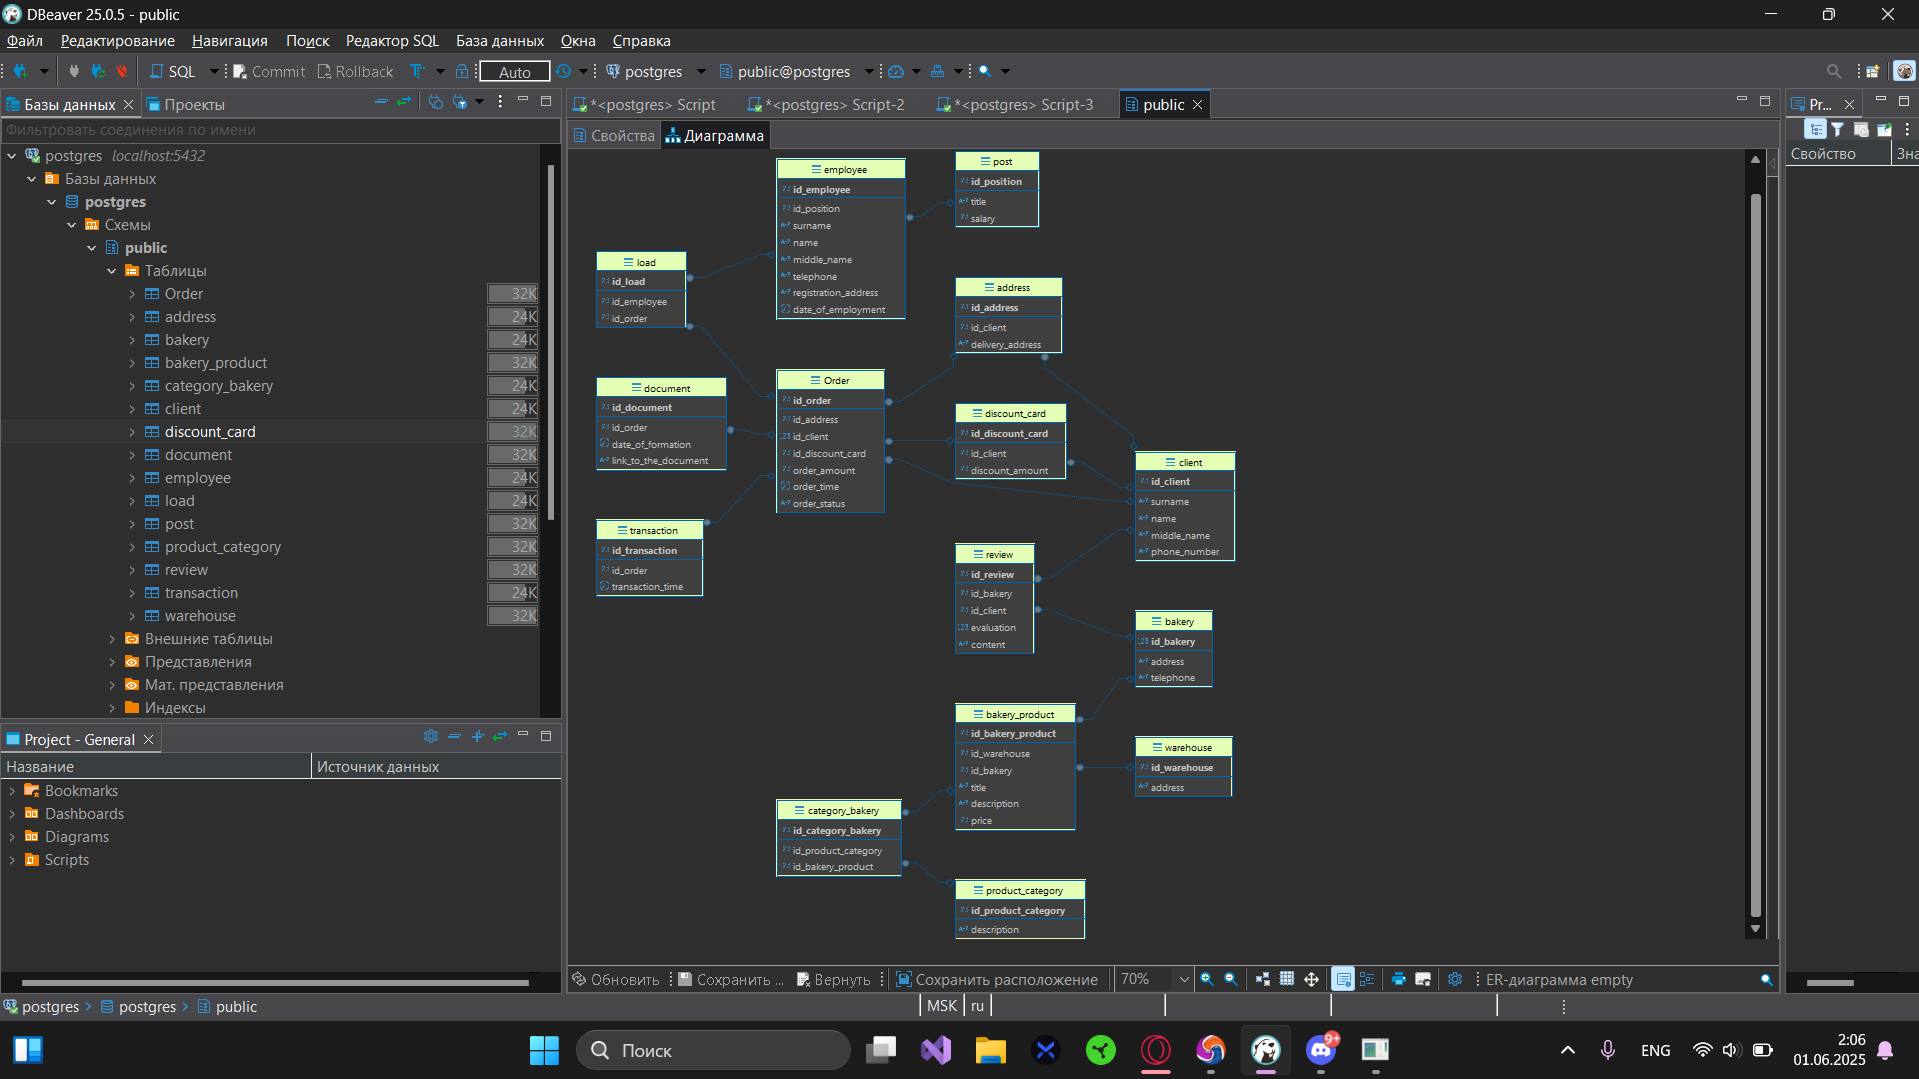 DBeaver 25.0.5 - public
Файл Редактирование Навигация Поиск Редактор SQL База данных Окна Справка
SQL Commit Rollback Auto postgres public@postgres
Базы данных Проекты
Фильтровать соединения по имени
postgres localhost:5432
Базы данных
postgres
Схемы
public
Таблицы
Order 32K
address 24K
bakery 24K
bakery_product 32K
category_bakery 24K
client 24K
discount_card 32K
document 32K
employee 32K
load 24K
post 32K
product_category 32K
review 32K
transaction 24K
warehouse 32K
Внешние таблицы
Представления
Мат. представления
Индексы
Project - General
Название Источник данных
Bookmarks
Dashboards
Diagrams
Scripts
*<postgres> Script *<postgres> Script-2 *<postgres> Script-3 public
Свойства Диаграмма
employee
id_employee
id_position
surname
name
middle_name
telephone
registration_address
date_of_employment
post
id_position
title
salary
load
id_load
id_employee
id_order
address
id_address
id_client
delivery_address
document
id_document
id_order
date_of_formation
link_to_the_document
Order
id_order
id_address
id_client
id_discount_card
order_amount
order_time
order_status
discount_card
id_discount_card
id_client
discount_amount
client
id_client
surname
name
middle_name
phone_number
transaction
id_transaction
id_order
transaction_time
review
id_review
id_bakery
id_client
evaluation
content
bakery
id_bakery
address
telephone
bakery_product
id_bakery_product
id_warehouse
id_bakery
title
description
price
warehouse
id_warehouse
address
category_bakery
id_category_bakery
id_product_category
id_bakery_product
product_category
id_product_category
description
Pr...
Свойство Зна
Обновить Сохранить ... Вернуть Сохранить расположение 70% ER-диаграмма empty
postgres postgres public MSK ru
Поиск
9+
ENG
2:06
01.06.2025